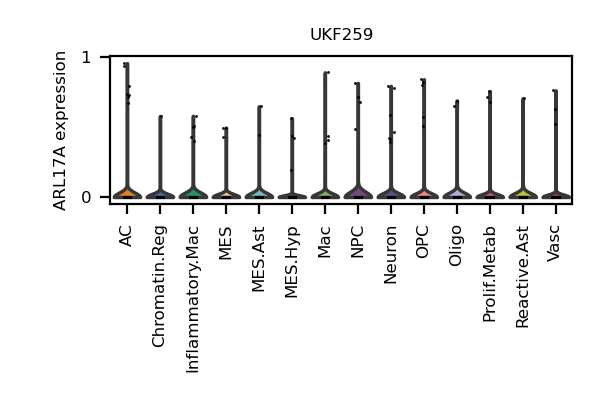 UKF259
ARL17A expression
1
0
AC
Chromatin.Reg
Inflammatory.Mac
MES
MES.Ast
MES.Hyp
Mac
NPC
Neuron
OPC
Oligo
Prolif.Metab
Reactive.Ast
Vasc